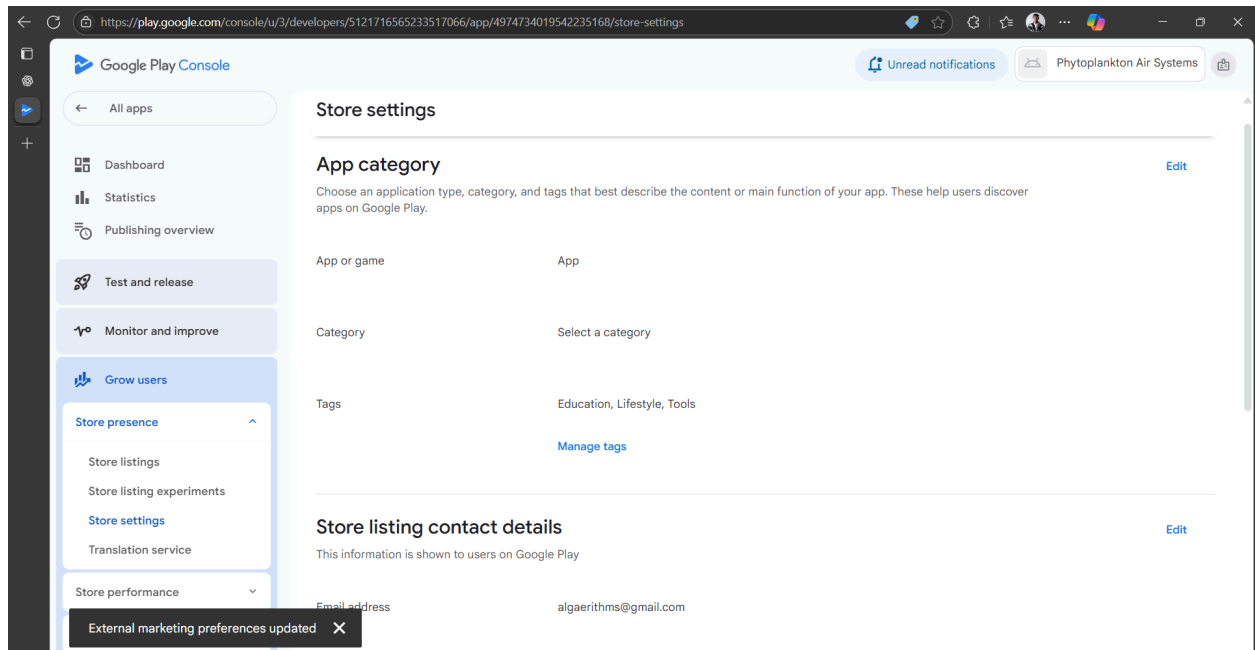 https://play.google.com/console/u/3/developers/5121716565233517066/app/4974734019542235168/store-settings
Google Play Console
Unread notifications
Phytoplankton Air Systems
All apps
Dashboard
Statistics
Publishing overview
Test and release
Monitor and improve
Grow users
Store presence
Store listings
Store listing experiments
Store settings
Translation service
Store performance
Store settings
App category
Edit
Choose an application type, category, and tags that best describe the content or main function of your app. These help users discover
apps on Google Play.
App or game
App
Category
Select a category
Tags
Education, Lifestyle, Tools
Manage tags
Store listing contact details
Edit
This information is shown to users on Google Play
Email address
algaerithms@gmail.com
External marketing preferences updated